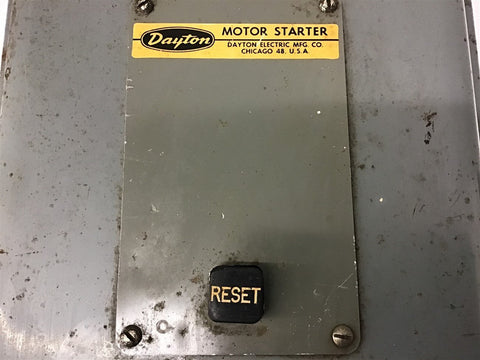 Dayton
MOTOR STARTER
DAYTON ELECTRIC MFG. CO.
CHICAGO 48, U.S.A.
RESET